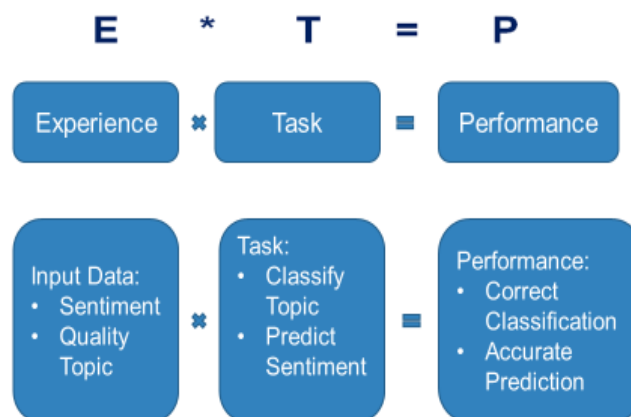 E * T = P
Experience × Task = Performance
Input Data:
• Sentiment
• Quality
Topic
×
Task:
• Classify
Topic
• Predict
Sentiment
=
Performance:
• Correct
Classification
• Accurate
Prediction